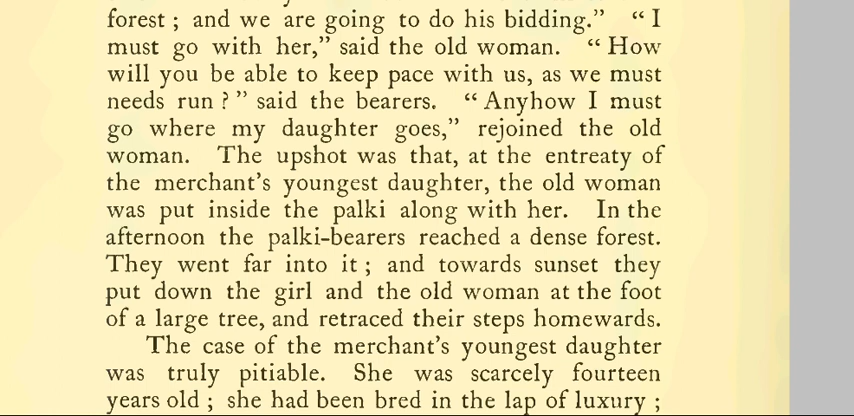 forest ; and we are going to do his bidding.” “ I
must go with her,” said the old woman. “ How
will you be able to keep pace with us, as we must
needs run ? ” said the bearers. “ Anyhow I must
go where my daughter goes,” rejoined the old
woman. The upshot was that, at the entreaty of
the merchant’s youngest daughter, the old woman
was put inside the palki along with her. In the
afternoon the palki-bearers reached a dense forest.
They went far into it ; and towards sunset they
put down the girl and the old woman at the foot
of a large tree, and retraced their steps homewards.
The case of the merchant’s youngest daughter
was truly pitiable. She was scarcely fourteen
years old ; she had been bred in the lap of luxury ;